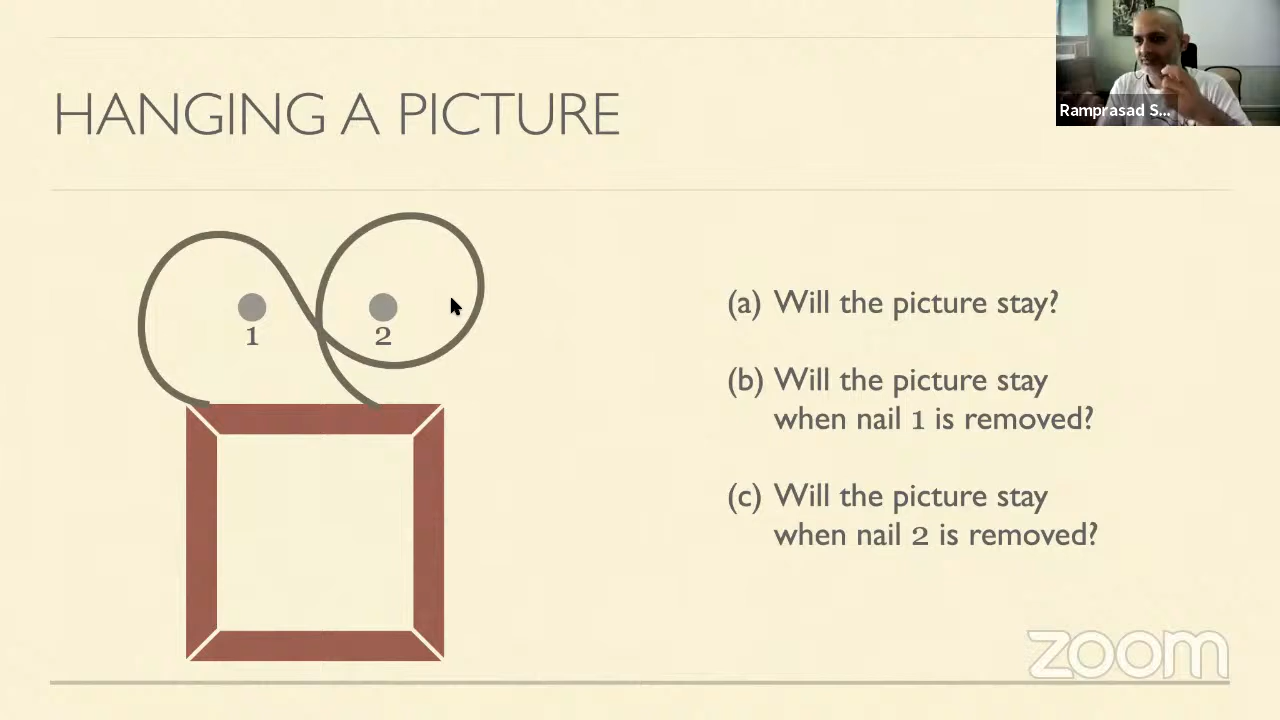 Ramprasad S...
HANGING A PICTURE
1
2
(a) Will the picture stay?
(b) Will the picture stay
when nail 1 is removed?
(c) Will the picture stay
when nail 2 is removed?
zoom